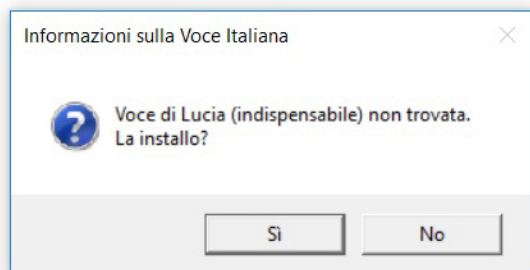 Informazioni sulla Voce Italiana
Voce di Lucia (indispensabile) non trovata.
La installo?
Sì
No